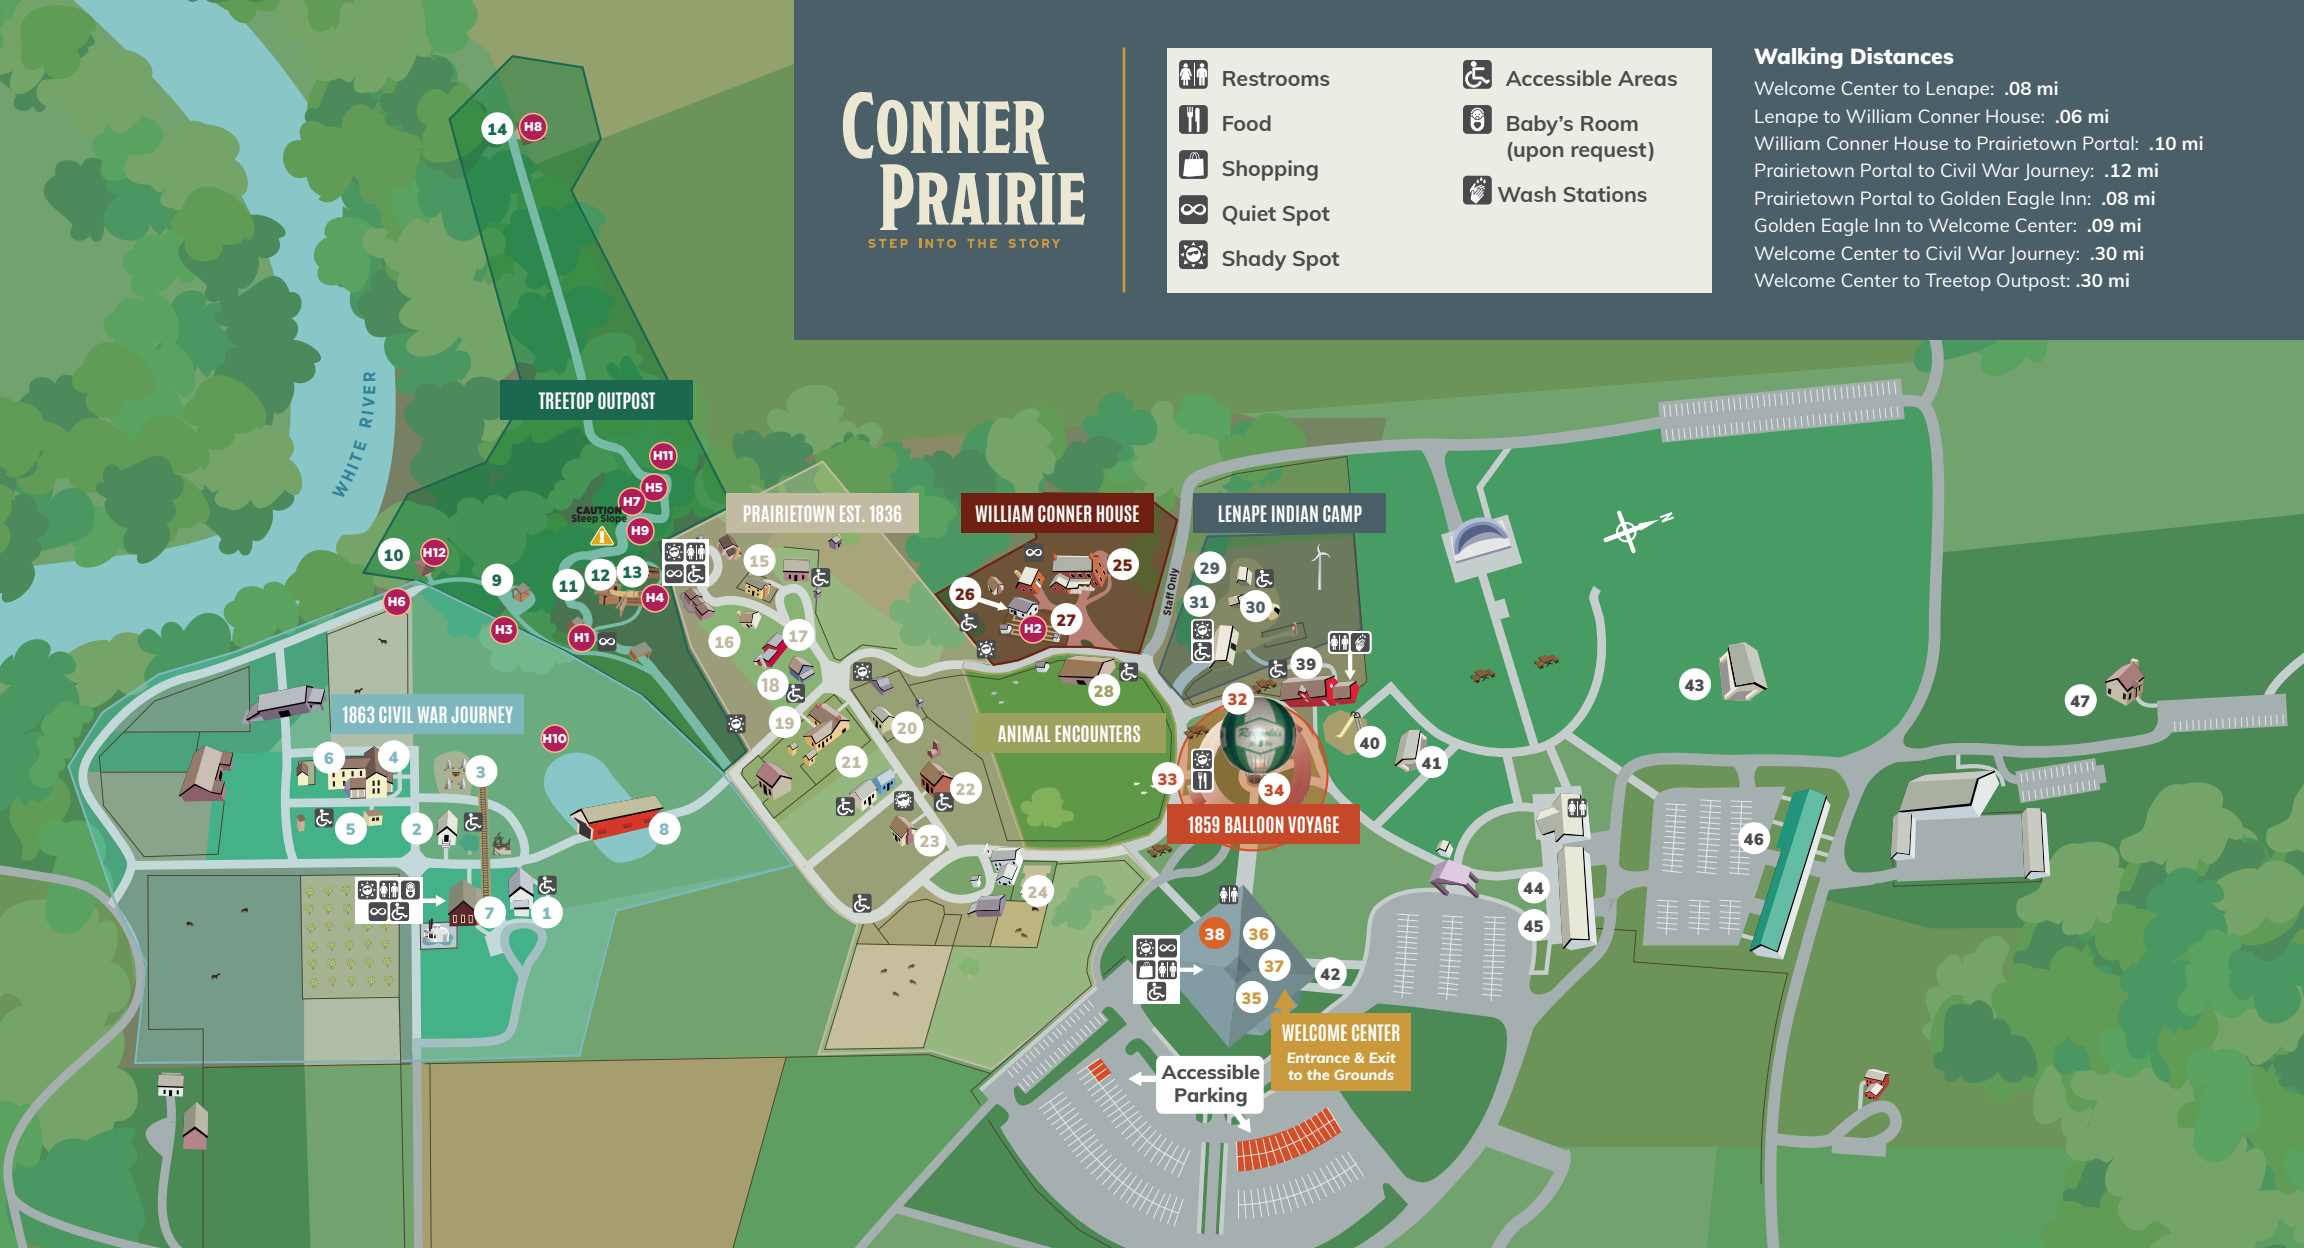 CONNER
PRAIRIE
STEP INTO THE STORY
Restrooms
Food
Shopping
Quiet Spot
Shady Spot
Accessible Areas
Baby's Room
(upon request)
Wash Stations
Walking Distances
Welcome Center to Lenape: .08 mi
Lenape to William Conner House: .06 mi
William Conner House to Prairietown Portal: .10 mi
Prairietown Portal to Civil War Journey: .12 mi
Prairietown Portal to Golden Eagle Inn: .08 mi
Golden Eagle Inn to Welcome Center: .09 mi
Welcome Center to Civil War Journey: .30 mi
Welcome Center to Treetop Outpost: .30 mi
14
H8
WHITE RIVER
TREETOP OUTPOST
H11
H5
H7
CAUTION
Steep Slope
H9
10
H12
9
11
12
13
H4
H6
H3
H1
PRAIRIETOWN EST. 1836
15
16
17
18
19
20
21
22
23
24
WILLIAM CONNER HOUSE
25
26
27
H2
28
ANIMAL ENCOUNTERS
Staff Only
LENAPE INDIAN CAMP
29
31
30
39
N
32
33
34
1859 BALLOON VOYAGE
40
41
43
47
1863 CIVIL WAR JOURNEY
H10
6
4
3
5
2
8
7
1
46
44
45
38
36
37
35
42
WELCOME CENTER
Entrance & Exit
to the Grounds
Accessible
Parking